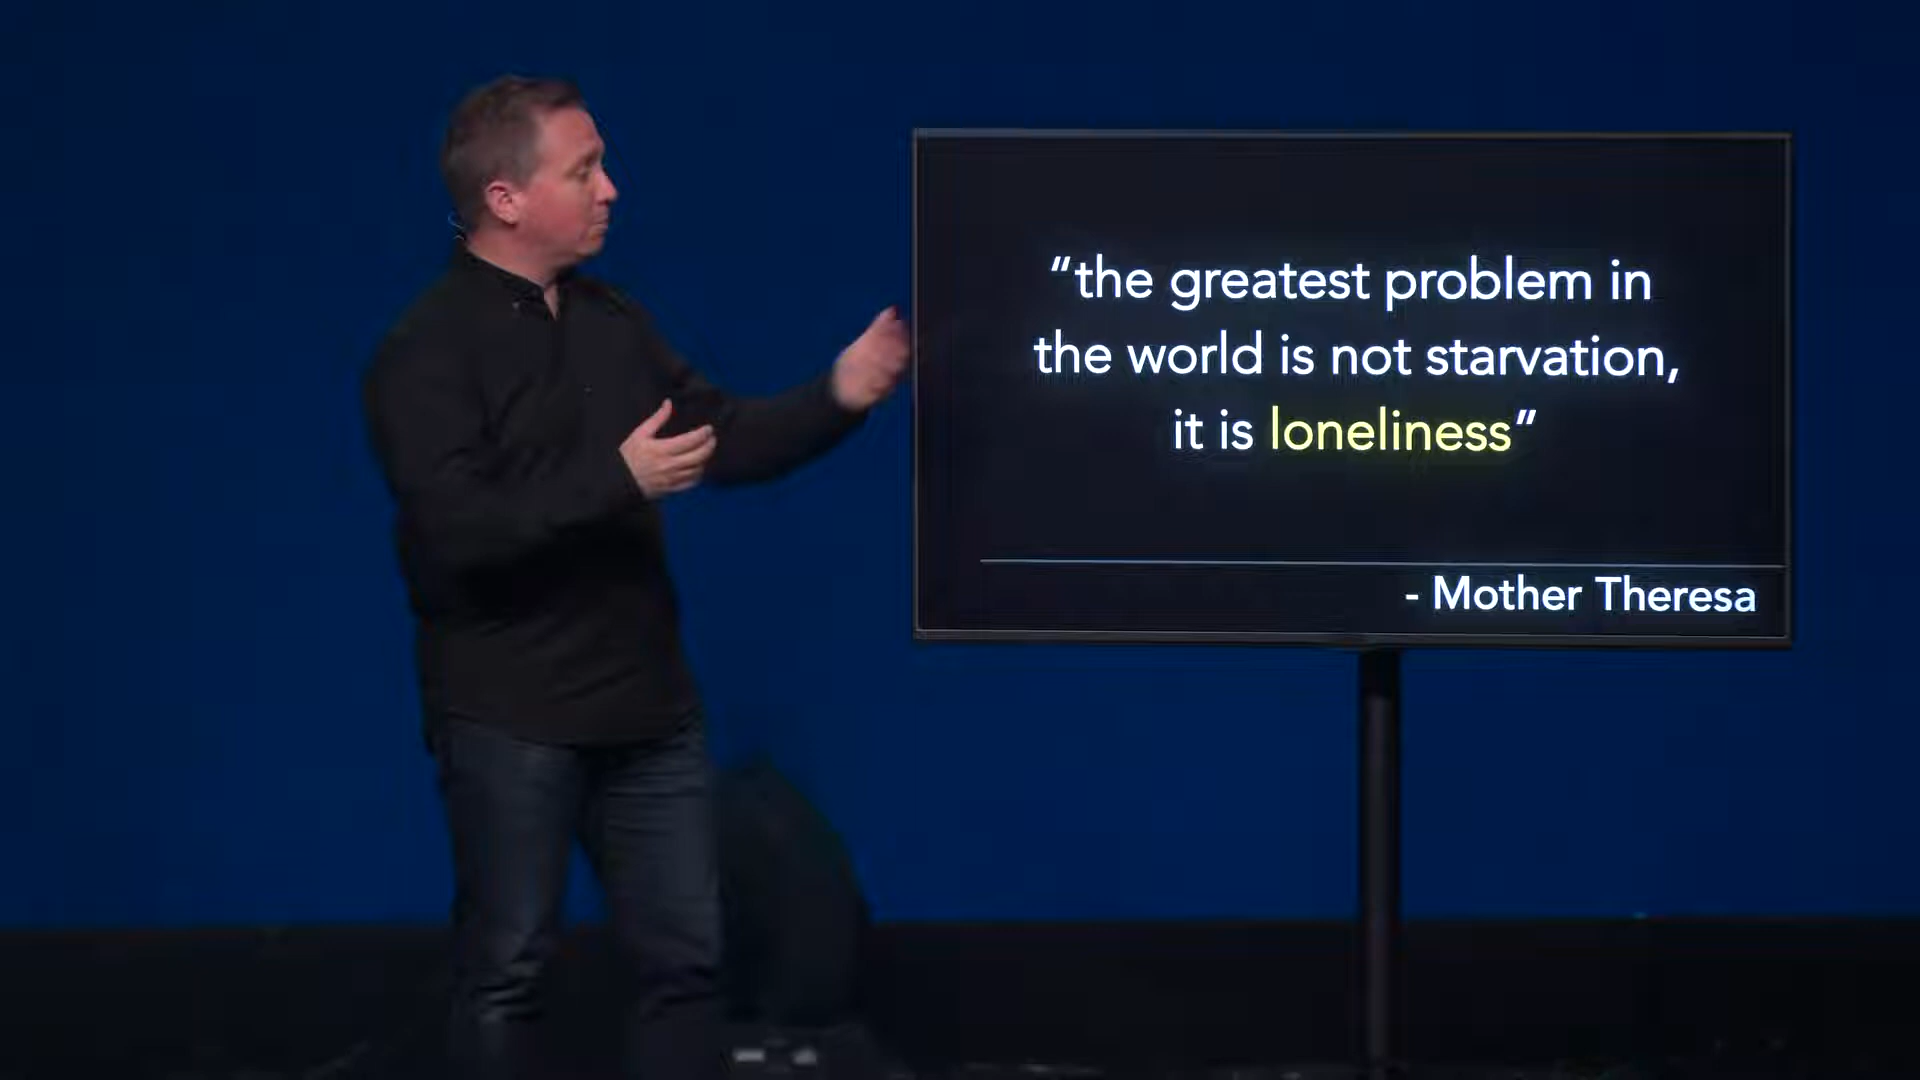 “the greatest problem in
the world is not starvation,
it is loneliness”
- Mother Theresa